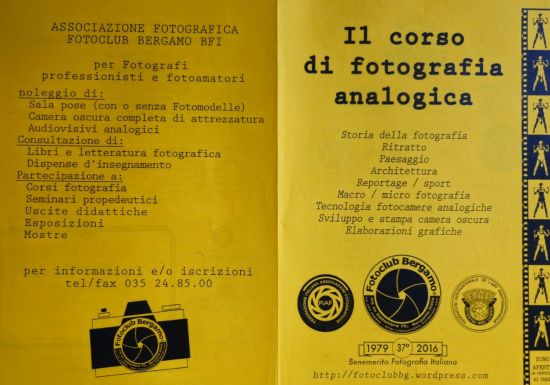 ASSOCIAZIONE FOTOGRAFICA
FOTOCLUB BERGAMO BFI
per Fotografi
professionisti e fotoamatori
noleggio di:
Sala pose (con o senza Fotomodelle)
Camera oscura completa di attrezzatura
Audiovisivi analogici
Consultazione di:
Libri e letteratura fotografica
Dispense d'insegnamento
Partecipazione a:
Corsi fotografia
Seminari propedeutici
Uscite didattiche
Esposizioni
Mostre
per informazioni e/o iscrizioni
tel/fax 035 24.85.00
Fotoclub Bergamo
Il corso
di fotografia
analogica
Storia della fotografia
Ritratto
Paesaggio
Architettura
Reportage / sport
Macro / micro fotografia
Tecnologia fotocamere analogiche
Sviluppo e stampa camera oscura
Elaborazioni grafiche
FIAF
Fotoclub Bergamo
FIAP
1979 37° 2016
Benemerito Fotografia Italiana
http://fotoclubbg.wordpress.com
SONO
APERTE